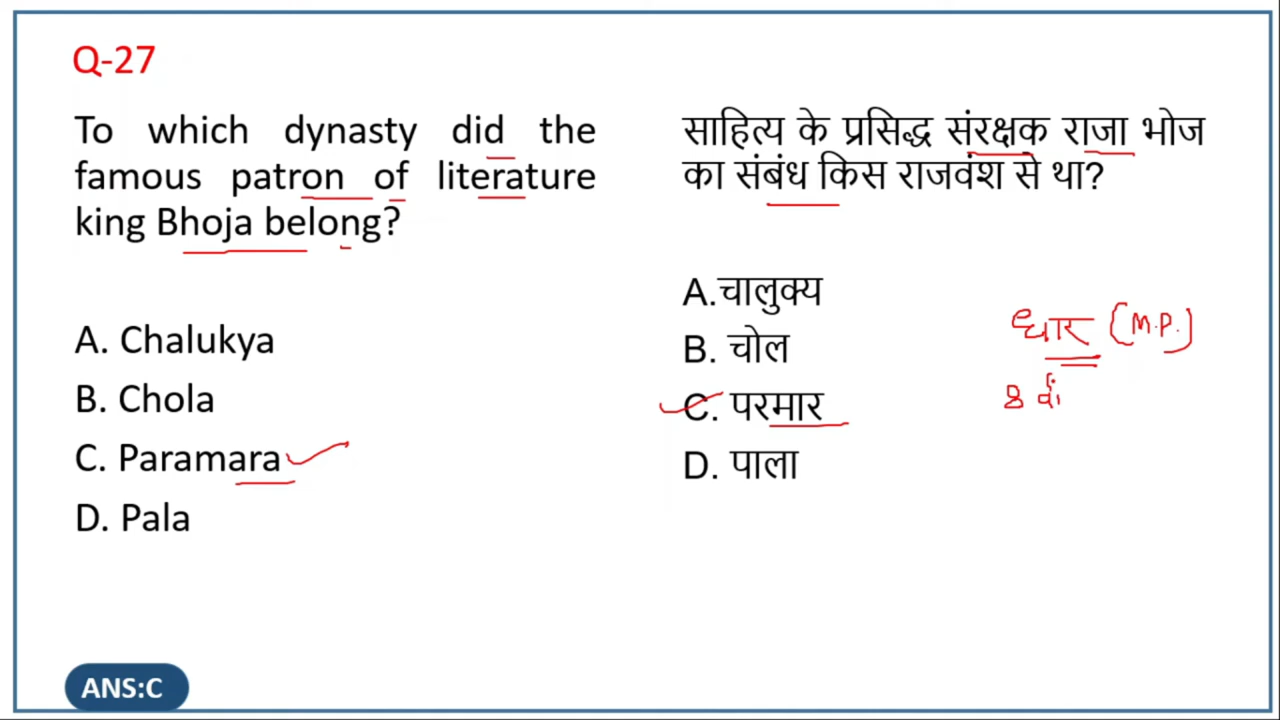 Q-27
To which dynasty did the
famous patron of literature
king Bhoja belong?
A. Chalukya
B. Chola
C. Paramara
D. Pala
साहित्य के प्रसिद्ध संरक्षक राजा भोज
का संबंध किस राजवंश से था?
A.चालुक्य
B. चोल
C. परमार
D. पाला
धार (M.P.)
8 वीं
ANS:C